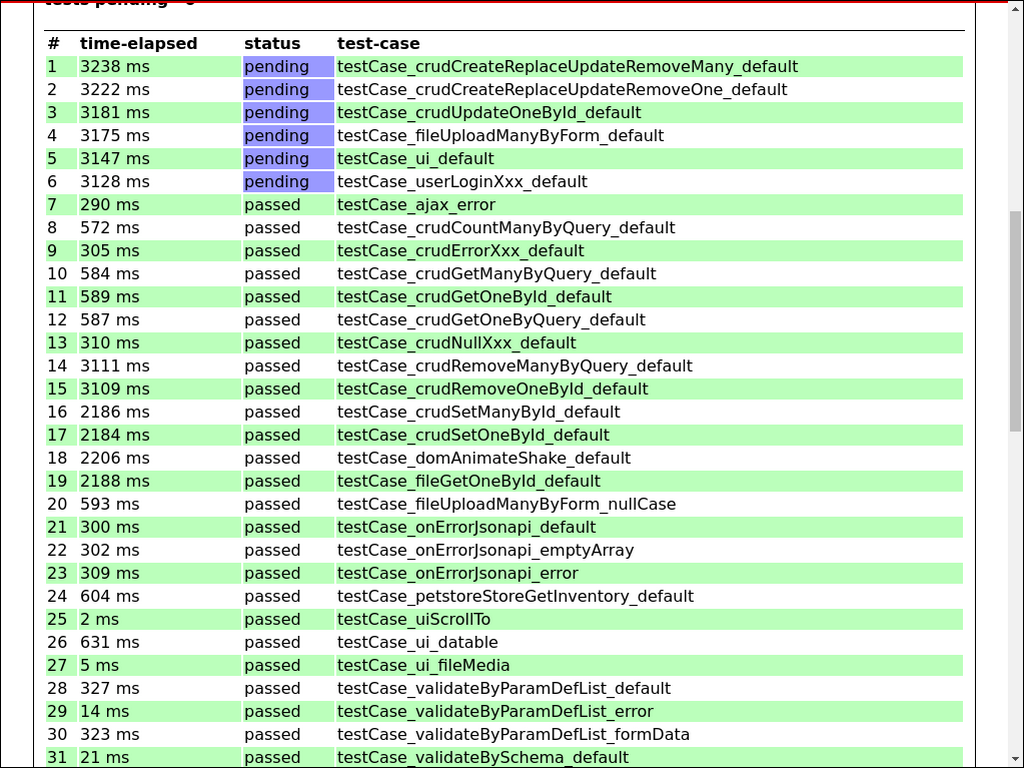 tests pending - 6
# time-elapsed status test-case
1 3238 ms pending testCase_crudCreateReplaceUpdateRemoveMany_default
2 3222 ms pending testCase_crudCreateReplaceUpdateRemoveOne_default
3 3181 ms pending testCase_crudUpdateOneById_default
4 3175 ms pending testCase_fileUploadManyByForm_default
5 3147 ms pending testCase_ui_default
6 3128 ms pending testCase_userLoginXxx_default
7 290 ms passed testCase_ajax_error
8 572 ms passed testCase_crudCountManyByQuery_default
9 305 ms passed testCase_crudErrorXxx_default
10 584 ms passed testCase_crudGetManyByQuery_default
11 589 ms passed testCase_crudGetOneById_default
12 587 ms passed testCase_crudGetOneByQuery_default
13 310 ms passed testCase_crudNullXxx_default
14 3111 ms passed testCase_crudRemoveManyByQuery_default
15 3109 ms passed testCase_crudRemoveOneById_default
16 2186 ms passed testCase_crudSetManyById_default
17 2184 ms passed testCase_crudSetOneById_default
18 2206 ms passed testCase_domAnimateShake_default
19 2188 ms passed testCase_fileGetOneById_default
20 593 ms passed testCase_fileUploadManyByForm_nullCase
21 300 ms passed testCase_onErrorJsonapi_default
22 302 ms passed testCase_onErrorJsonapi_emptyArray
23 309 ms passed testCase_onErrorJsonapi_error
24 604 ms passed testCase_petstoreStoreGetInventory_default
25 2 ms passed testCase_uiScrollTo
26 631 ms passed testCase_ui_datable
27 5 ms passed testCase_ui_fileMedia
28 327 ms passed testCase_validateByParamDefList_default
29 14 ms passed testCase_validateByParamDefList_error
30 323 ms passed testCase_validateByParamDefList_formData
31 21 ms passed testCase_validateBySchema_default